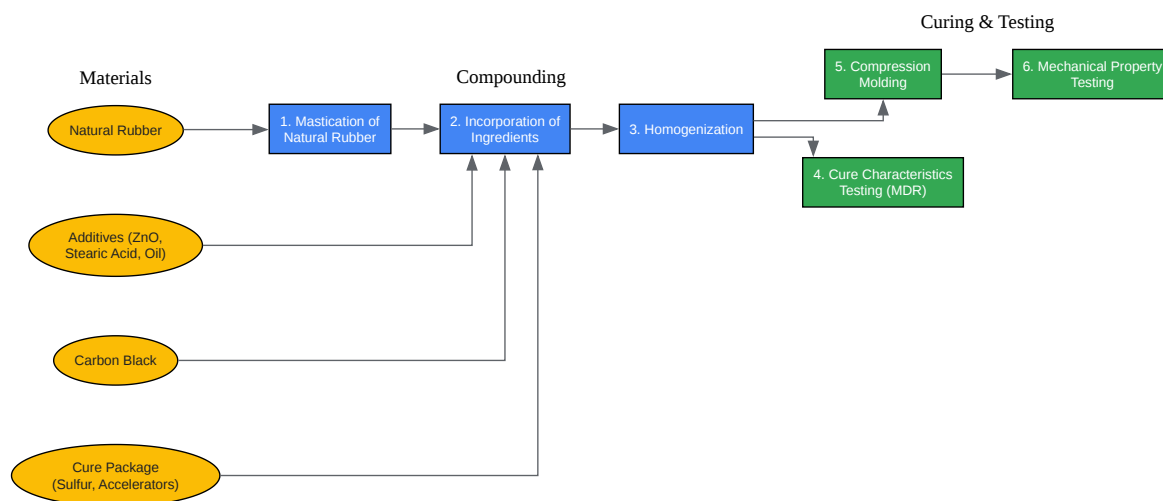 Curing & Testing
Materials
Compounding
5. Compression
Molding
6. Mechanical Property
Testing
Natural Rubber
1. Mastication of
Natural Rubber
2. Incorporation of
Ingredients
3. Homogenization
4. Cure Characteristics
Testing (MDR)
Additives (ZnO,
Stearic Acid, Oil)
Carbon Black
Cure Package
(Sulfur, Accelerators)